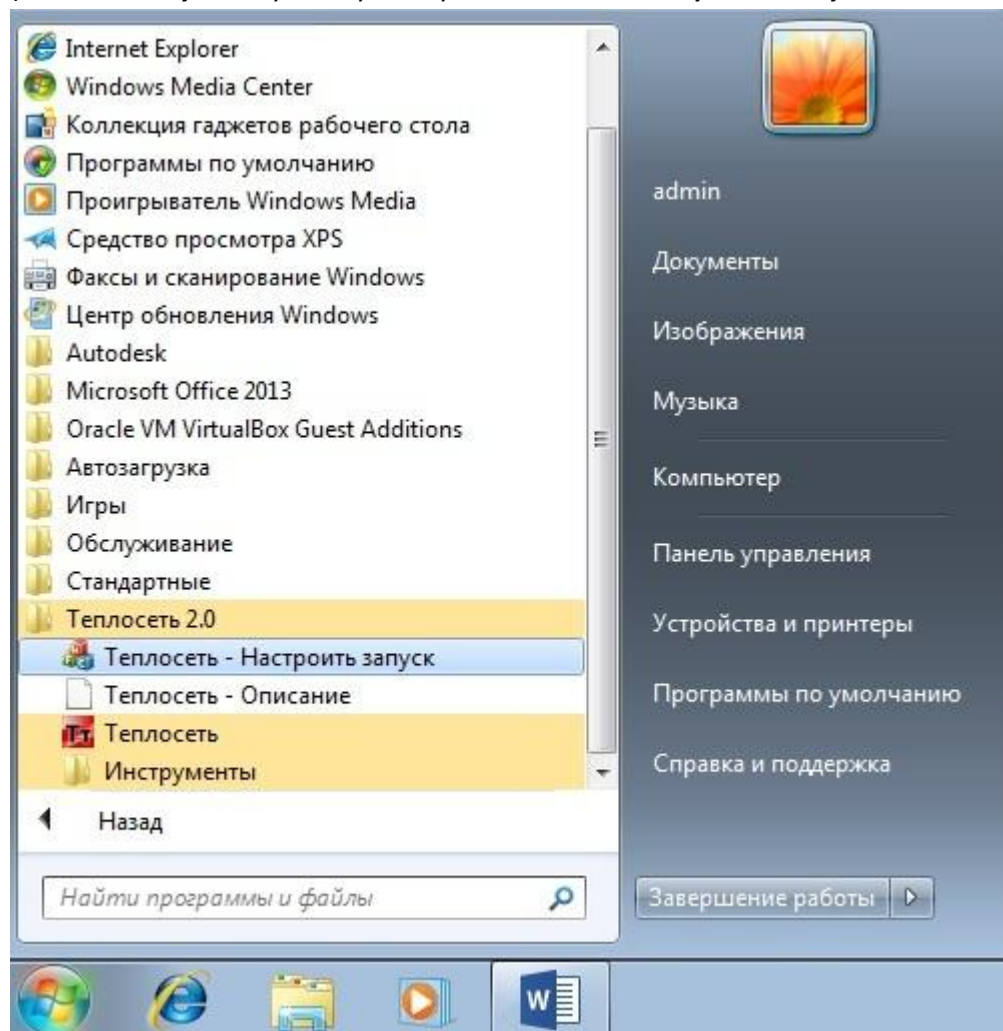 Internet Explorer
Windows Media Center
Коллекция гаджетов рабочего стола
Программы по умолчанию
Проигрыватель Windows Media
Средство просмотра XPS
Факсы и сканирование Windows
Центр обновления Windows
Autodesk
Microsoft Office 2013
Oracle VM VirtualBox Guest Additions
Автозагрузка
Игры
Обслуживание
Стандартные
Теплосеть 2.0
Теплосеть - Настроить запуск
Теплосеть - Описание
Тт Теплосеть
Инструменты
Назад
Найти программы и файлы
admin
Документы
Изображения
Музыка
Компьютер
Панель управления
Устройства и принтеры
Программы по умолчанию
Справка и поддержка
Завершение работы
W